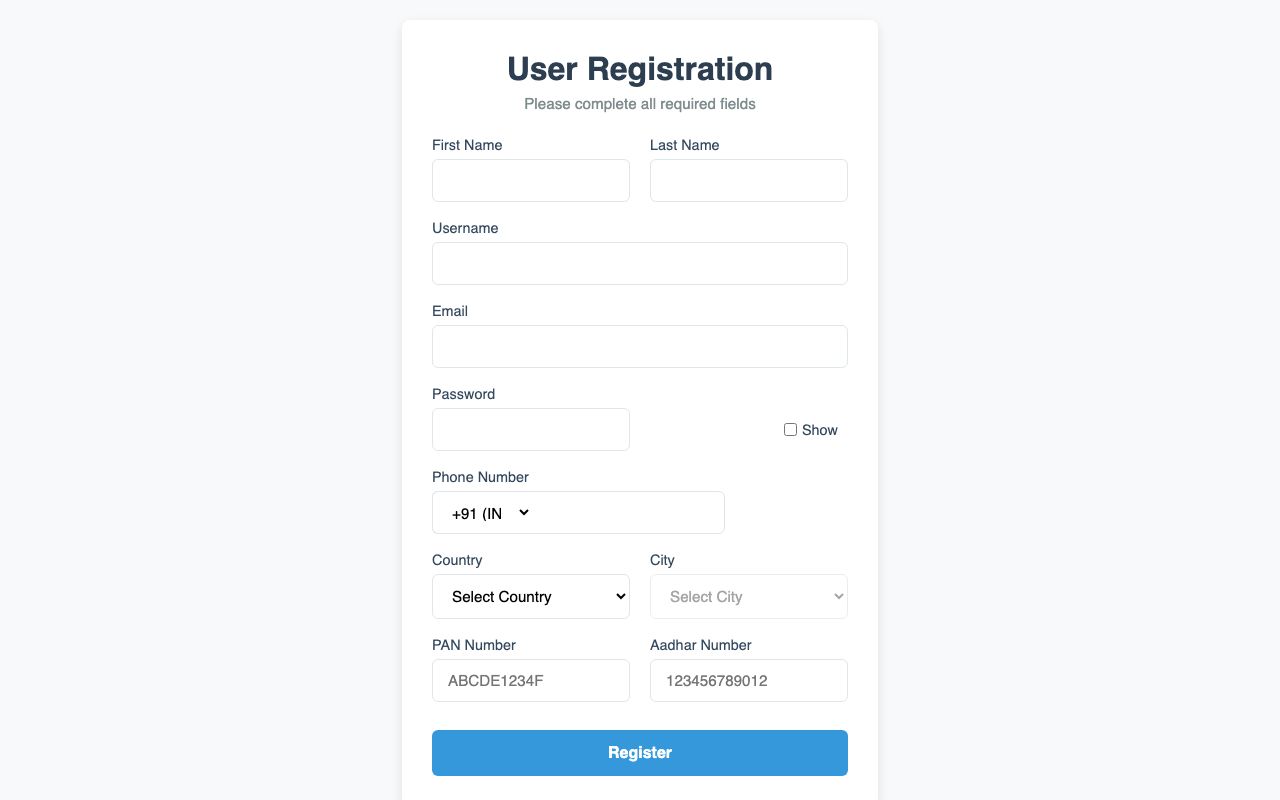 User Registration
Please complete all required fields
First Name
Last Name
Username
Email
Password
Show
Phone Number
+91 (IN
Country
City
Select Country
Select City
PAN Number
Aadhar Number
ABCDE1234F
123456789012
Register